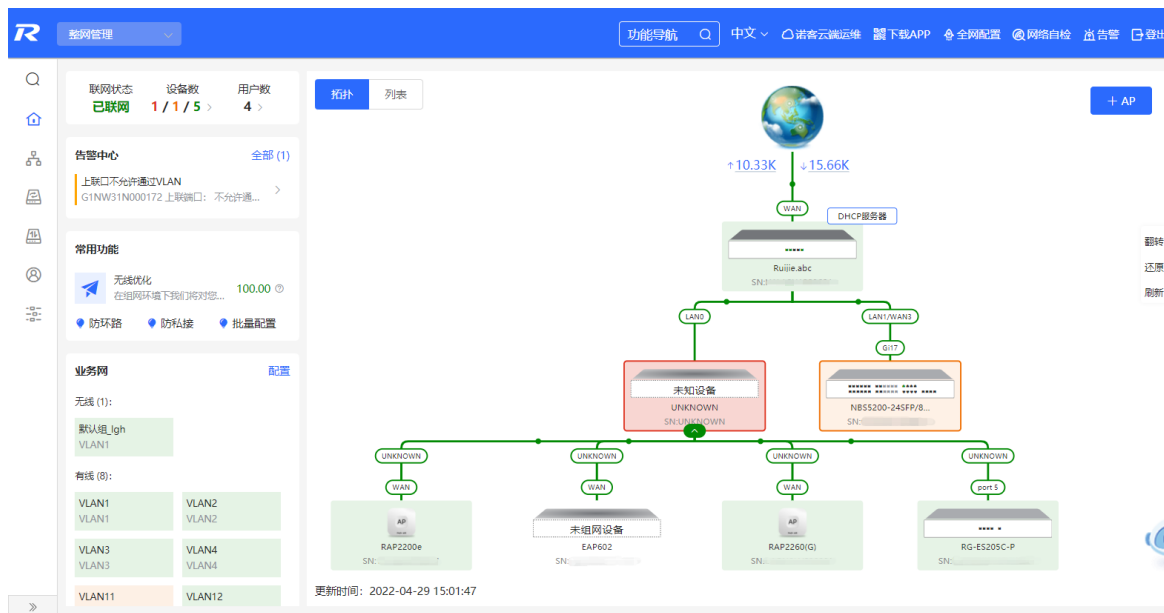 R
整网管理
功能导航
中文
诺客云端运维
下载APP
全网配置
网络自检
告警
登出
联网状态 设备数 用户数
已联网 1 / 1 / 5 > 4 >
告警中心 全部 (1)
上联口不允许通过VLAN
G1NW31N000172 上联端口： 不允许通...
常用功能
无线优化
在组网环境下我们将对您...
100.00
防环路 防私接 批量配置
业务网 配置
无线 (1):
默认组_lgh
VLAN1
有线 (8):
VLAN1 VLAN2
VLAN1 VLAN2
VLAN3 VLAN4
VLAN3 VLAN4
VLAN11 VLAN12
拓扑 列表
+ AP
↑10.33K ↓15.66K
WAN
DHCP服务器
Ruijie.abc
SN:
翻转
还原
刷新
LAN0 LAN1/WAN3
Gi17
未知设备
UNKNOWN
SN:UNKNOWN
NBS5200-24SFP/8...
SN:
UNKNOWN UNKNOWN UNKNOWN UNKNOWN
WAN WAN WAN port 5
AP
RAP2200e
SN:
未组网设备
EAP602
SN:
AP
RAP2260(G)
SN:
RG-ES205C-P
SN:
更新时间：2022-04-29 15:01:47